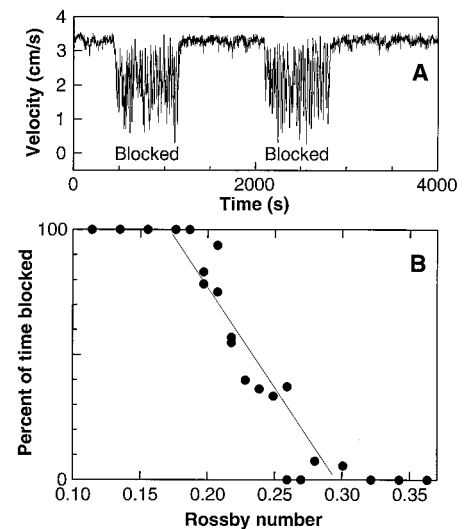 4
3
2
1
0
Velocity (cm/s)
A
Blocked Blocked
0 2000 4000
Time (s)
100
0
Percent of time blocked
B
0.10 0.15 0.20 0.25 0.30 0.35
Rossby number